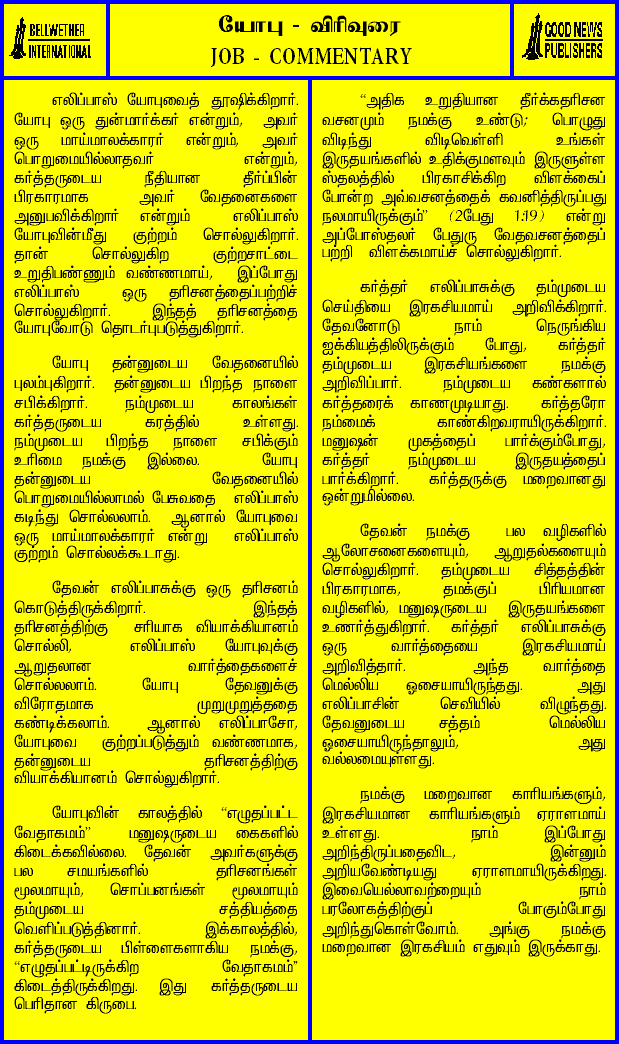 BELLWETHER
INTERNATIONAL
யோபு - விரிவுரை
JOB - COMMENTARY
GOOD NEWS
PUBLISHERS
எலிப்பாஸ் யோபுவைத் தூஷிக்கிறார்.
யோபு ஒரு துன்மார்க்கர் என்றும், அவர்
ஒரு மாய்மாலக்காரர் என்றும், அவர்
பொறுமையில்லாதவர் என்றும்,
கர்த்தருடைய நீதியான தீர்ப்பின்
பிரகாரமாக அவர் வேதனைகளை
அனுபவிக்கிறார் என்றும் எலிப்பாஸ்
யோபுவின்மீது குற்றம் சொல்லுகிறார்.
தான் சொல்லுகிற குற்றசாட்டை
உறுதிபண்ணும் வண்ணமாய், இப்போது
எலிப்பாஸ் ஒரு தரிசனத்தைப்பற்றிச்
சொல்லுகிறார். இந்தத் தரிசனத்தை
யோபுவோடு தொடர்புபடுத்துகிறார்.
யோபு தன்னுடைய வேதனையில்
புலம்புகிறார். தன்னுடைய பிறந்த நாளை
சபிக்கிறார். நம்முடைய காலங்கள்
கர்த்தருடைய கரத்தில் உள்ளது.
நம்முடைய பிறந்த நாளை சபிக்கும்
உரிமை நமக்கு இல்லை. யோபு
தன்னுடைய வேதனையில்
பொறுமையில்லாமல் பேசுவதை எலிப்பாஸ்
கடிந்து சொல்லலாம். ஆனால் யோபுவை
ஒரு மாய்மாலக்காரர் என்று எலிப்பாஸ்
குற்றம் சொல்லக்கூடாது.
தேவன் எலிப்பாசுக்கு ஒரு தரிசனம்
கொடுத்திருக்கிறார். இந்தத்
தரிசனத்திற்கு சரியாக வியாக்கியானம்
சொல்லி, எலிப்பாஸ் யோபுவுக்கு
ஆறுதலான வார்த்தைகளைச்
சொல்லலாம். யோபு தேவனுக்கு
விரோதமாக முறுமுறுத்ததை
கண்டிக்கலாம். ஆனால் எலிப்பாசோ,
யோபுவை குற்றப்படுத்தும் வண்ணமாக,
தன்னுடைய தரிசனத்திற்கு
வியாக்கியானம் சொல்லுகிறார்.
யோபுவின் காலத்தில் “எழுதப்பட்ட
வேதாகமம்” மனுஷருடைய கைகளில்
கிடைக்கவில்லை. தேவன் அவர்களுக்கு
பல சமயங்களில் தரிசனங்கள்
மூலமாயும், சொப்பனங்கள் மூலமாயும்
தம்முடைய சத்தியத்தை
வெளிப்படுத்தினார். இக்காலத்தில்,
கர்த்தருடைய பிள்ளைகளாகிய நமக்கு,
“எழுதப்பட்டிருக்கிற வேதாகமம்”
கிடைத்திருக்கிறது. இது கர்த்தருடைய
பெரிதான கிருபை.
“அதிக உறுதியான தீர்க்கதரிசன
வசனமும் நமக்கு உண்டு; பொழுது
விடிந்து விடிவெள்ளி உங்கள்
இருதயங்களில் உதிக்குமளவும் இருளுள்ள
ஸ்தலத்தில் பிரகாசிக்கிற விளக்கைப்
போன்ற அவ்வசனத்தைக் கவனித்திருப்பது
நலமாயிருக்கும்” (2பேது 1:19) என்று
அப்போஸ்தலர் பேதுரு வேதவசனத்தைப்
பற்றி விளக்கமாய்ச் சொல்லுகிறார்.
கர்த்தர் எலிப்பாசுக்கு தம்முடைய
செய்தியை இரகசியமாய் அறிவிக்கிறார்.
தேவனோடு நாம் நெருங்கிய
ஐக்கியத்திலிருக்கும் போது, கர்த்தர்
தம்முடைய இரகசியங்களை நமக்கு
அறிவிப்பார். நம்முடைய கண்களால்
கர்த்தரைக் காணமுடியாது. கர்த்தரோ
நம்மைக் காண்கிறவராயிருக்கிறார்.
மனுஷன் முகத்தைப் பார்க்கும்போது,
கர்த்தர் நம்முடைய இருதயத்தைப்
பார்க்கிறார். கர்த்தருக்கு மறைவானது
ஒன்றுமில்லை.
தேவன் நமக்கு பல வழிகளில்
ஆலோசனைகளையும், ஆறுதல்களையும்
சொல்லுகிறார். தம்முடைய சித்தத்தின்
பிரகாரமாக, தமக்குப் பிரியமான
வழிகளில், மனுஷருடைய இருதயங்களை
உணர்த்துகிறார். கர்த்தர் எலிப்பாசுக்கு
ஒரு வார்த்தையை இரகசியமாய்
அறிவித்தார். அந்த வார்த்தை
மெல்லிய ஓசையாயிருந்தது. அது
எலிப்பாசின் செவியில் விழுந்தது.
தேவனுடைய சத்தம் மெல்லிய
ஓசையாயிருந்தாலும், அது
வல்லமையுள்ளது.
நமக்கு மறைவான காரியங்களும்,
இரகசியமான காரியங்களும் ஏராளமாய்
உள்ளது. நாம் இப்போது
அறிந்திருப்பதைவிட, இன்னும்
அறியவேண்டியது ஏராளமாயிருக்கிறது.
இவையெல்லாவற்றையும் நாம்
பரலோகத்திற்குப் போகும்போது
அறிந்துகொள்வோம். அங்கு நமக்கு
மறைவான இரகசியம் எதுவும் இருக்காது.